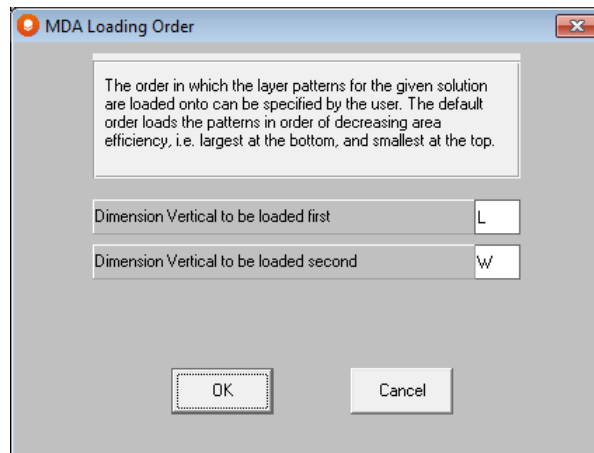 MDA Loading Order
The order in which the layer patterns for the given solution
are loaded onto can be specified by the user. The default
order loads the patterns in order of decreasing area
efficiency, i.e. largest at the bottom, and smallest at the top.
Dimension Vertical to be loaded first L
Dimension Vertical to be loaded second W
OK Cancel